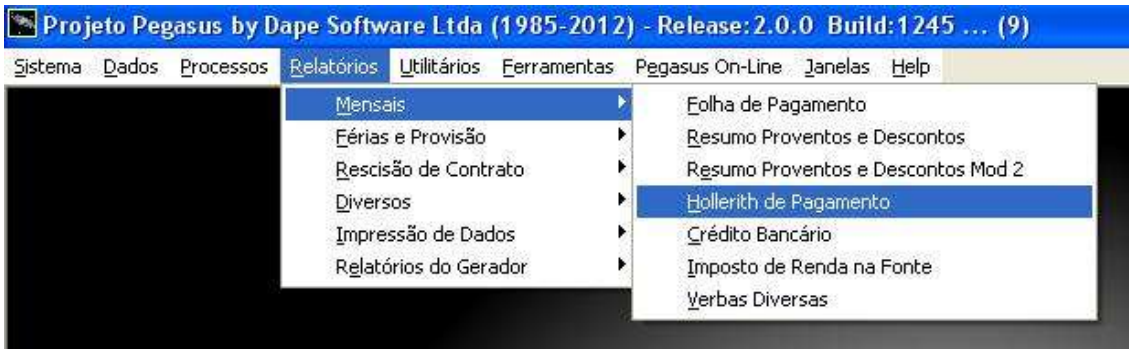 Projeto Pegasus by Dape Software Ltda (1985-2012) - Release:2.0.0 Build:1245 ... (9)
Sistema Dados Processos Relatórios Utilitários Ferramentas Pegasus On-Line Janelas Help
Mensais
Férias e Provisão
Rescisão de Contrato
Diversos
Impressão de Dados
Relatórios do Gerador
Folha de Pagamento
Resumo Proventos e Descontos
Resumo Proventos e Descontos Mod 2
Hollerith de Pagamento
Crédito Bancário
Imposto de Renda na Fonte
Verbas Diversas